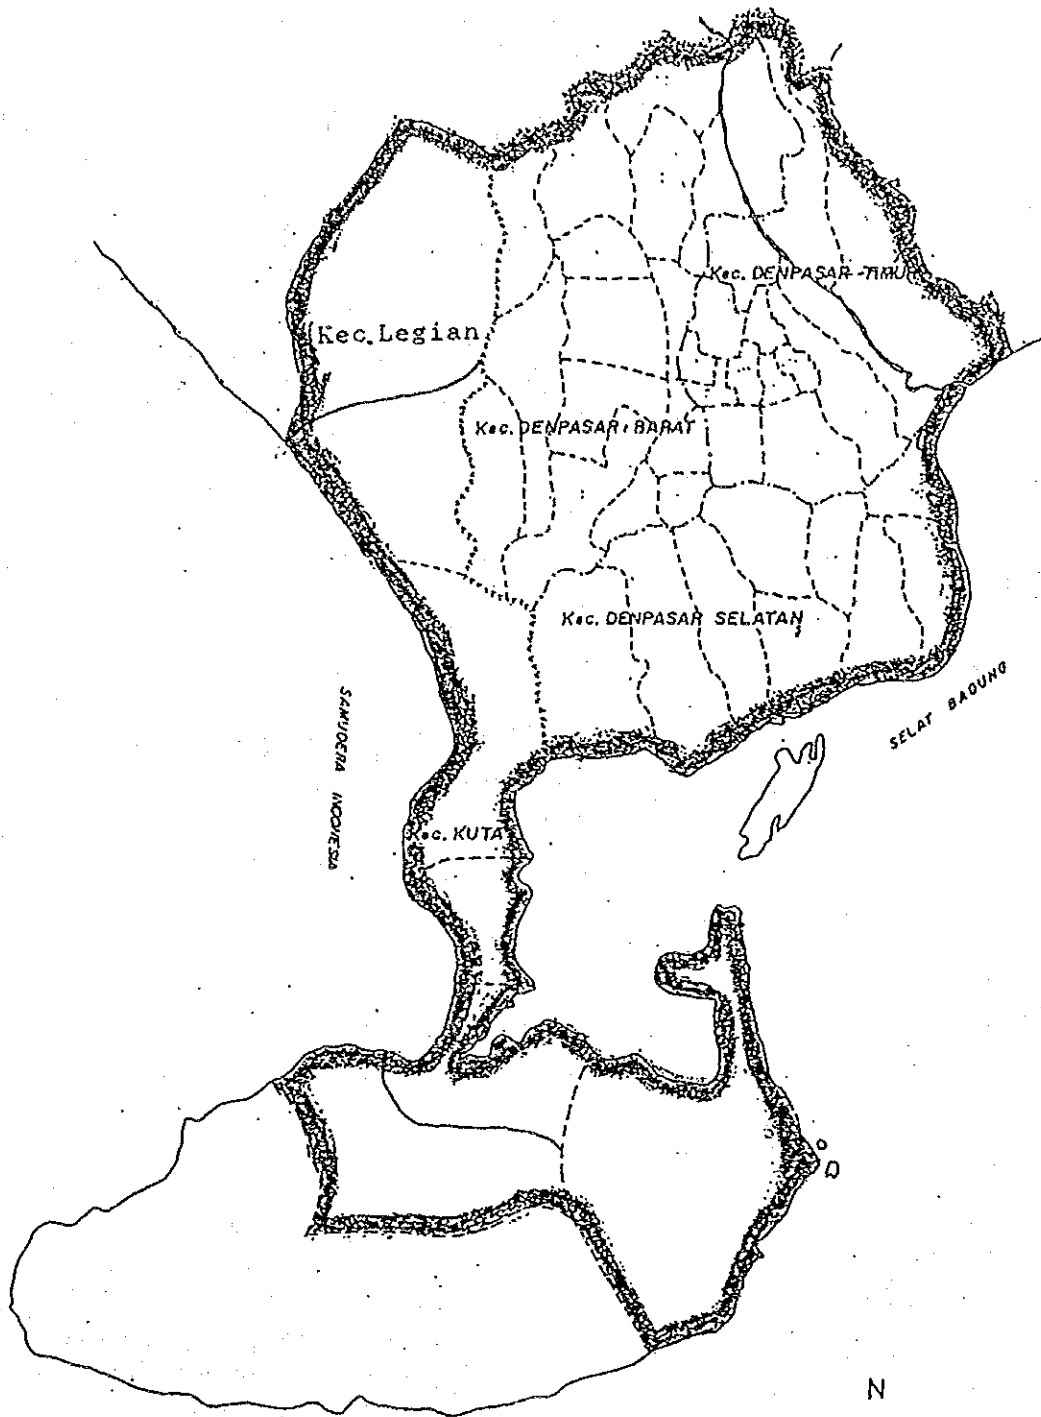 Kec. DENPASAR-TIMUR
Kec. Legian
Kec. DENPASAR BARAT
Kec. DENPASAR SELATAN
SELAT BADUNG
SAMUDERA INDONESIA
Kec. KUTA
N